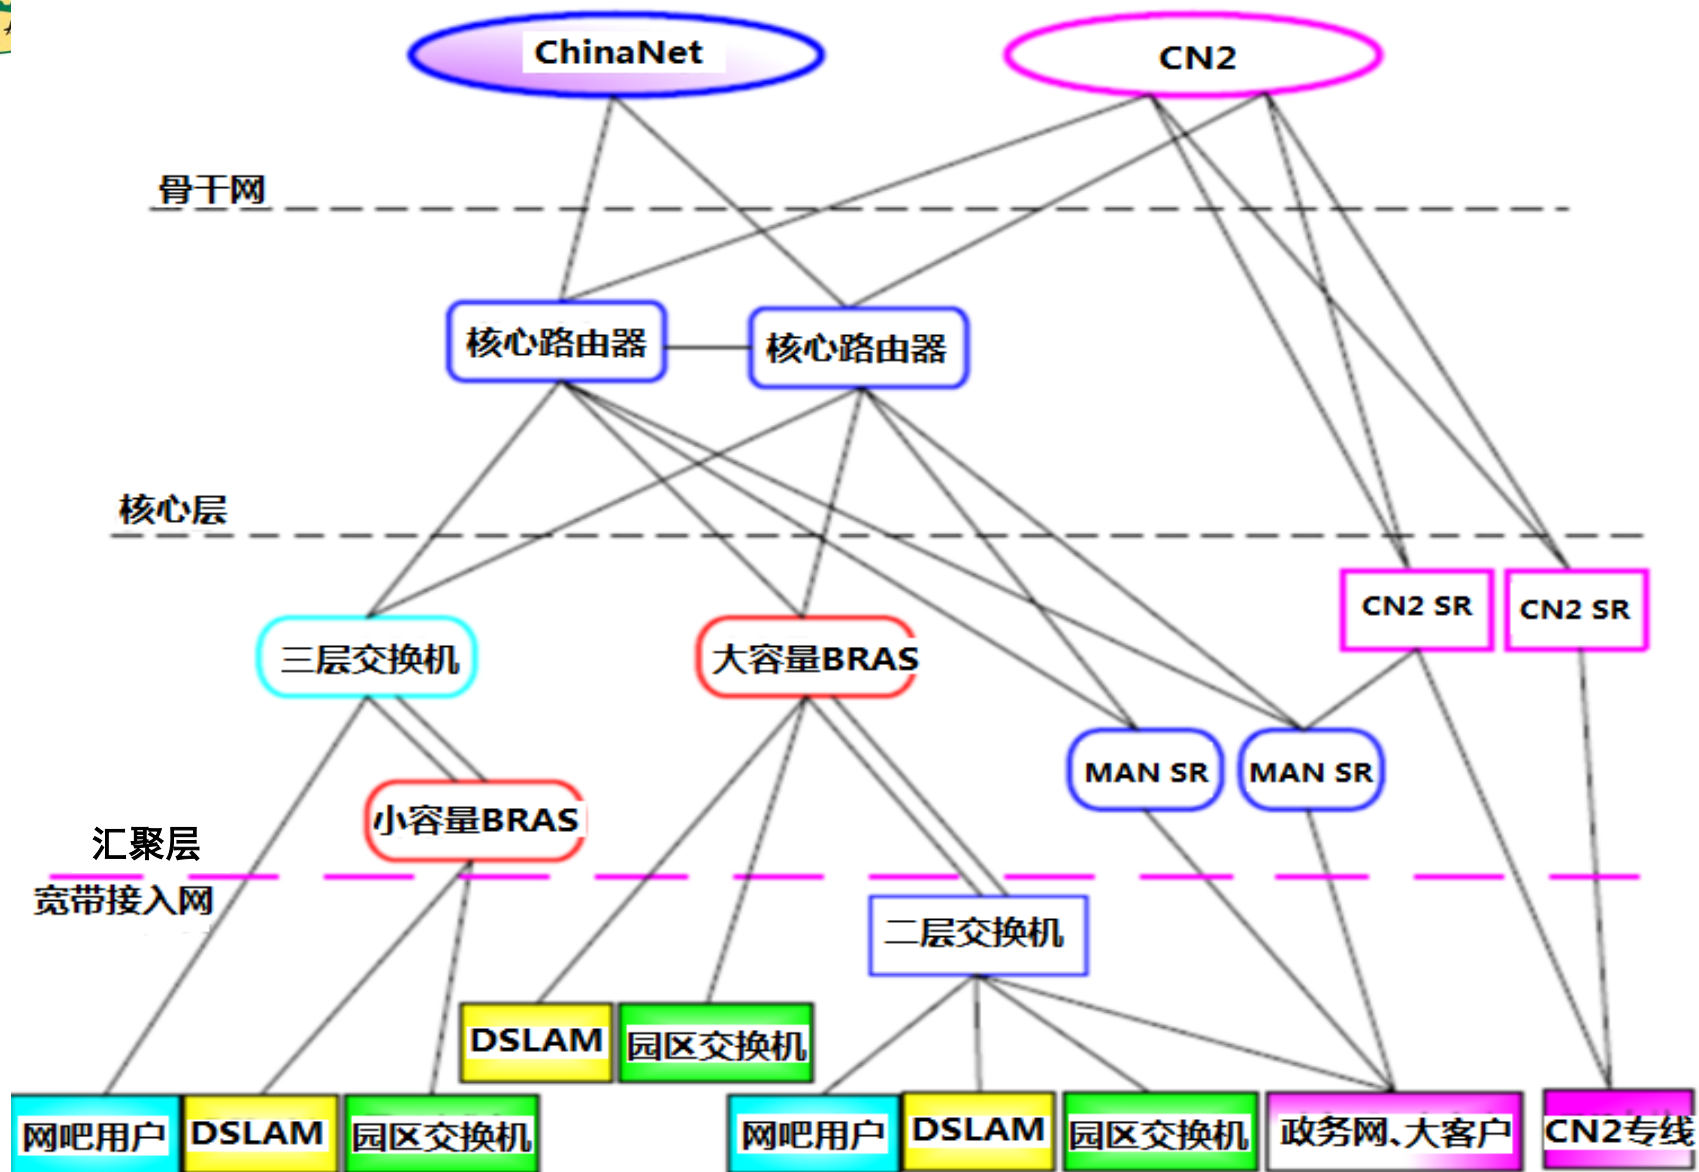 ChinaNet
CN2
骨干网
核心路由器
核心路由器
核心层
CN2 SR
CN2 SR
三层交换机
大容量BRAS
MAN SR
MAN SR
小容量BRAS
汇聚层
宽带接入网
二层交换机
DSLAM
园区交换机
网吧用户
DSLAM
园区交换机
网吧用户
DSLAM
园区交换机
政务网、大客户
CN2专线